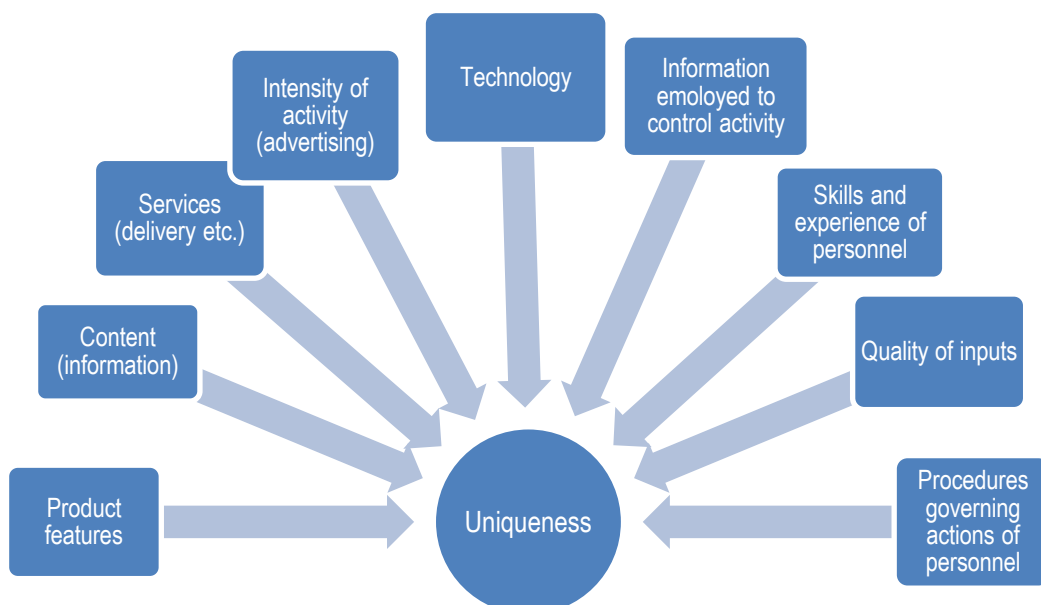 Technology
Information
emoloyed to
control activity
Intensity of
activity
(advertising)
Services
(delivery etc.)
Skills and
experience of
personnel
Content
(information)
Quality of inputs
Product
features
Uniqueness
Procedures
governing
actions of
personnel